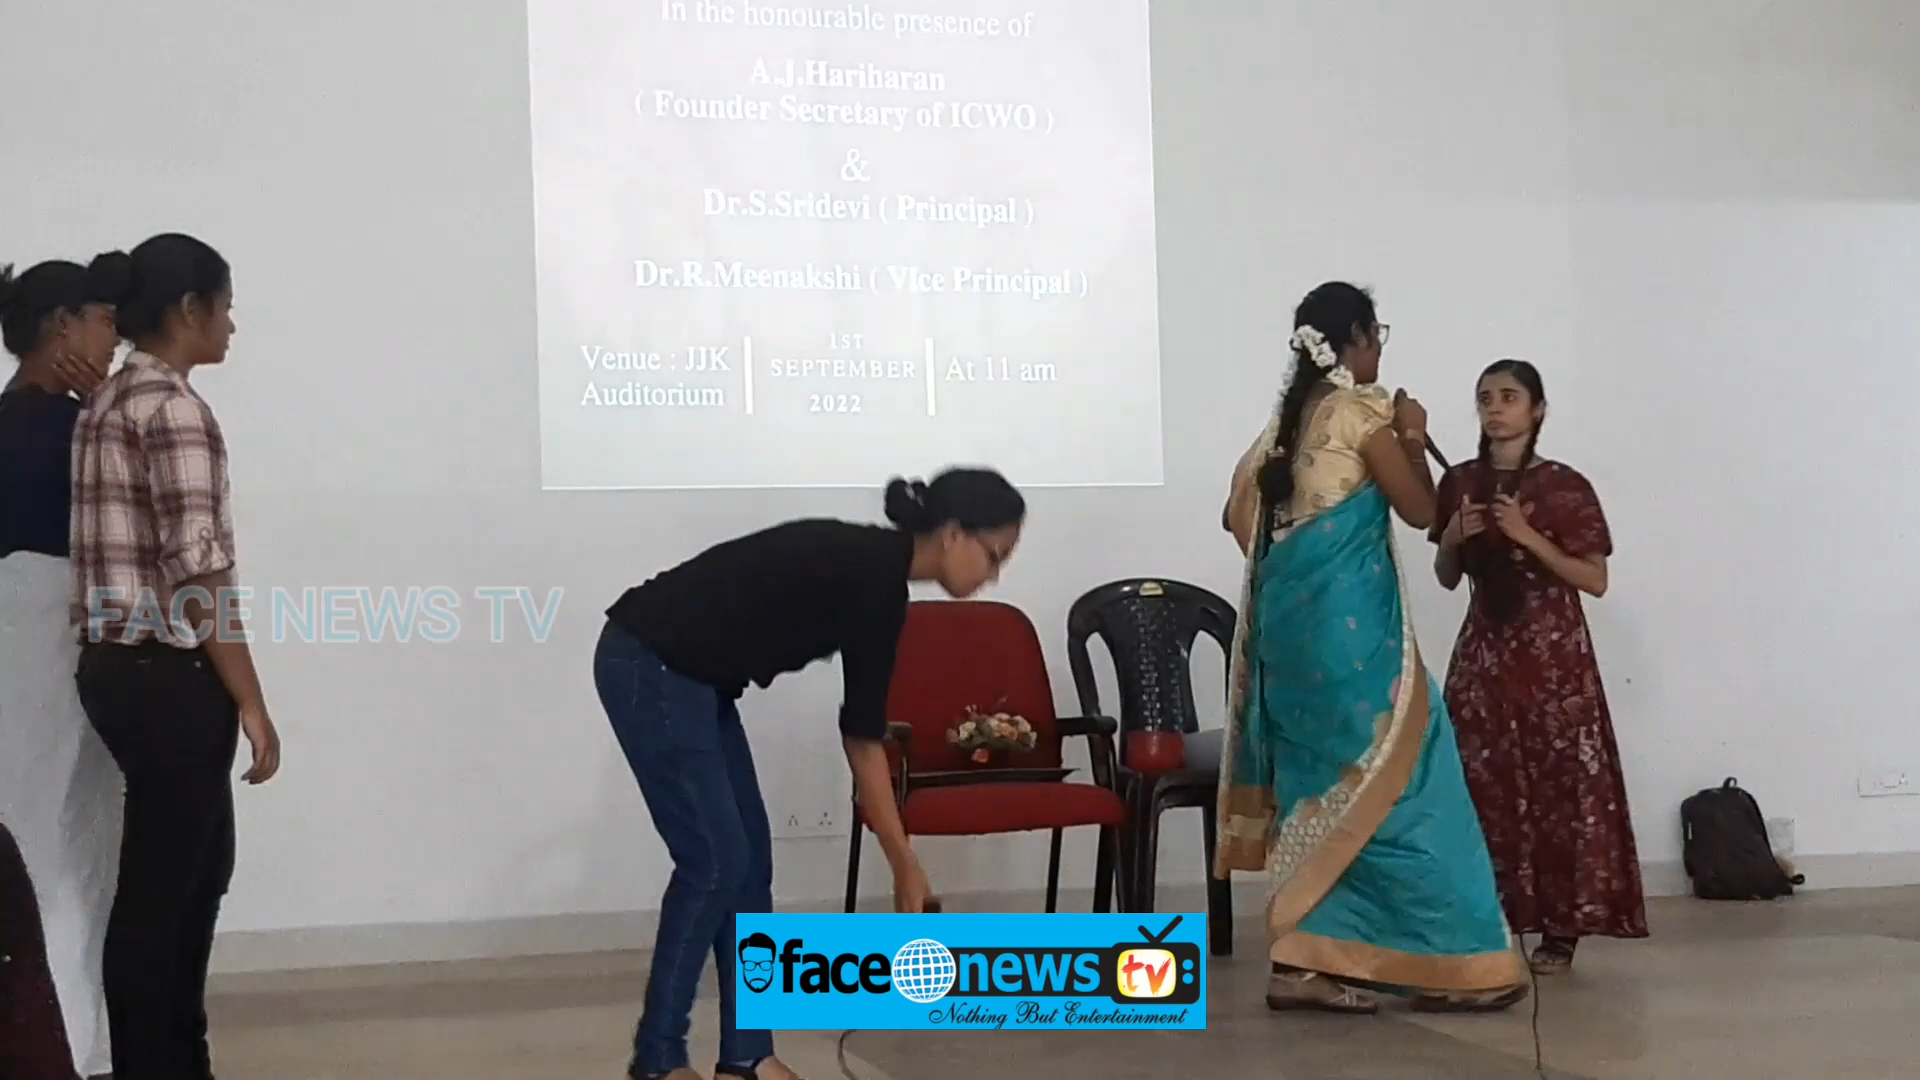 In the honourable presence of
A.J.Hariharan
( Founder Secretary of ICWO )
&
Dr.S.Sridevi ( Principal )
Dr.R.Meenakshi ( Vice Principal )
Venue : JJK
Auditorium
1ST
SEPTEMBER
2022
At 11 am
FACE NEWS TV
face news tv
Nothing But Entertainment